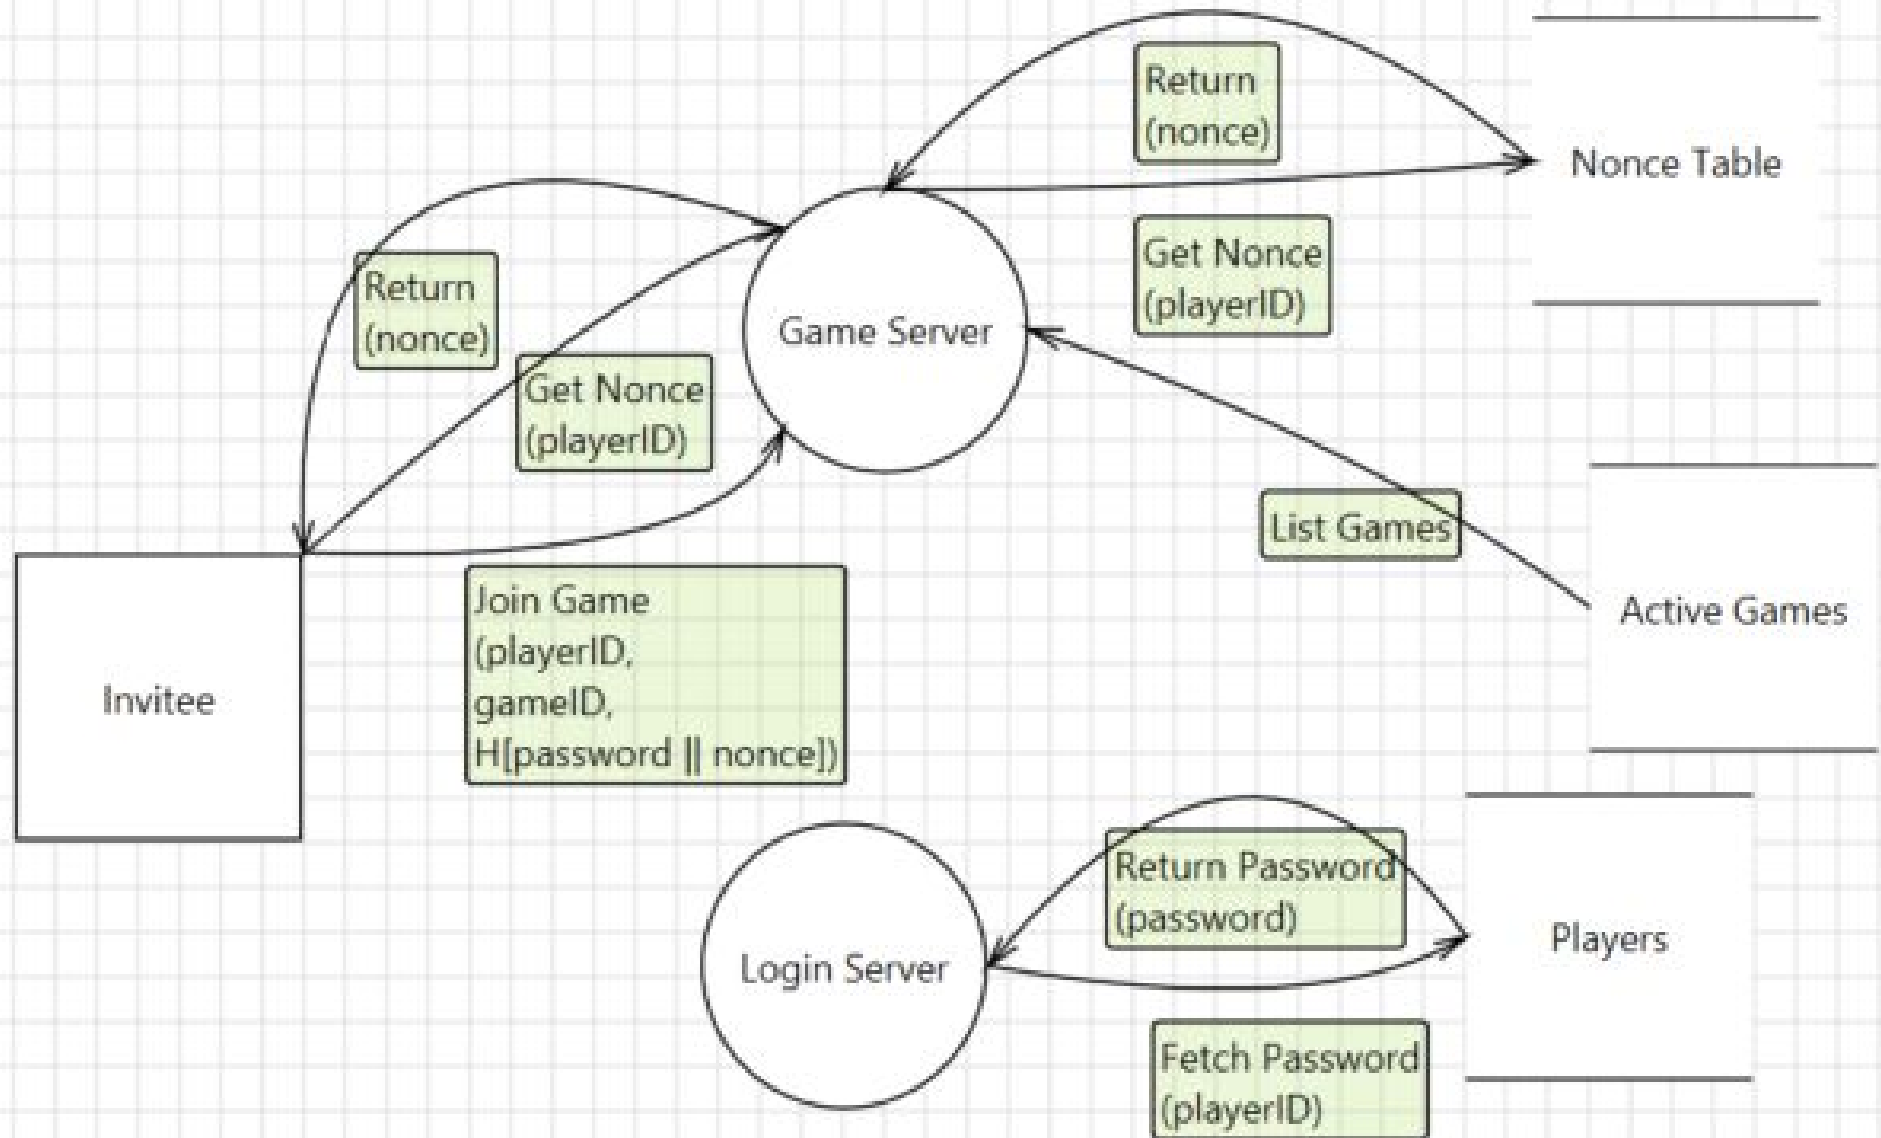 Return
(nonce)
Nonce Table
Get Nonce
(playerID)
Return
(nonce)
Game Server
Get Nonce
(playerID)
List Games
Active Games
Join Game
(playerID,
gameID,
H[password || nonce])
Invitee
Return Password
(password)
Players
Login Server
Fetch Password
(playerID)